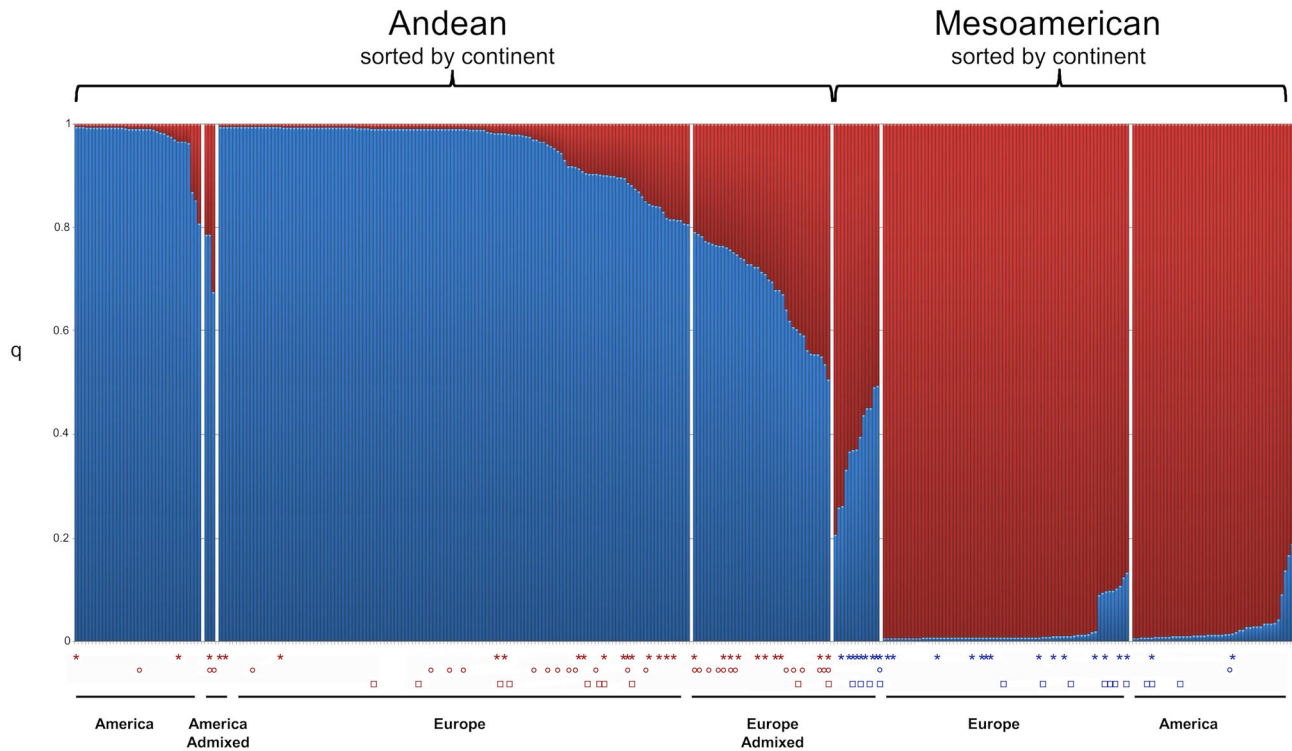 Andean
sorted by continent
Mesoamerican
sorted by continent
1
0.8
0.6
q
0.4
0.2
0
America
America
Admixed
Europe
Europe
Admixed
Europe
America